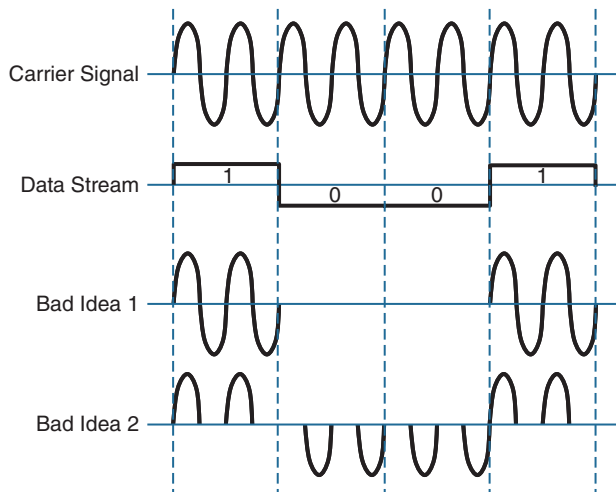 Carrier Signal
Data Stream
1
0
0
1
Bad Idea 1
Bad Idea 2